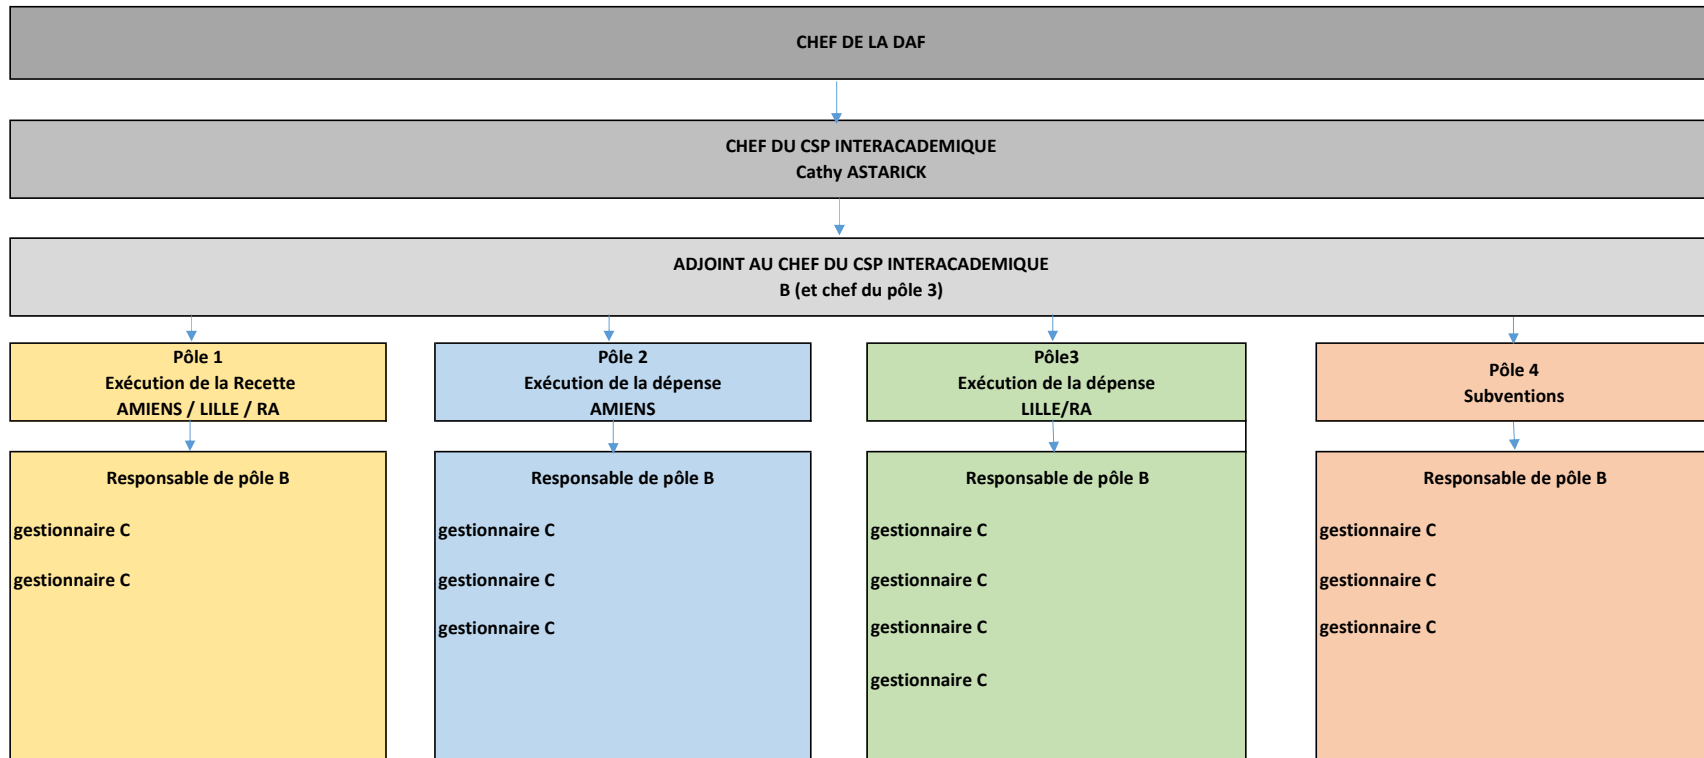 CHEF DE LA DAF
CHEF DU CSP INTERACADEMIQUE
Cathy ASTARICK
ADJOINT AU CHEF DU CSP INTERACADEMIQUE
B (et chef du pôle 3)
Pôle 1
Exécution de la Recette
AMIENS / LILLE / RA
Responsable de pôle B
gestionnaire C
gestionnaire C
Pôle 2
Exécution de la dépense
AMIENS
Responsable de pôle B
gestionnaire C
gestionnaire C
gestionnaire C
Pôle3
Exécution de la dépense
LILLE/RA
Responsable de pôle B
gestionnaire C
gestionnaire C
gestionnaire C
gestionnaire C
Pôle 4
Subventions
Responsable de pôle B
gestionnaire C
gestionnaire C
gestionnaire C